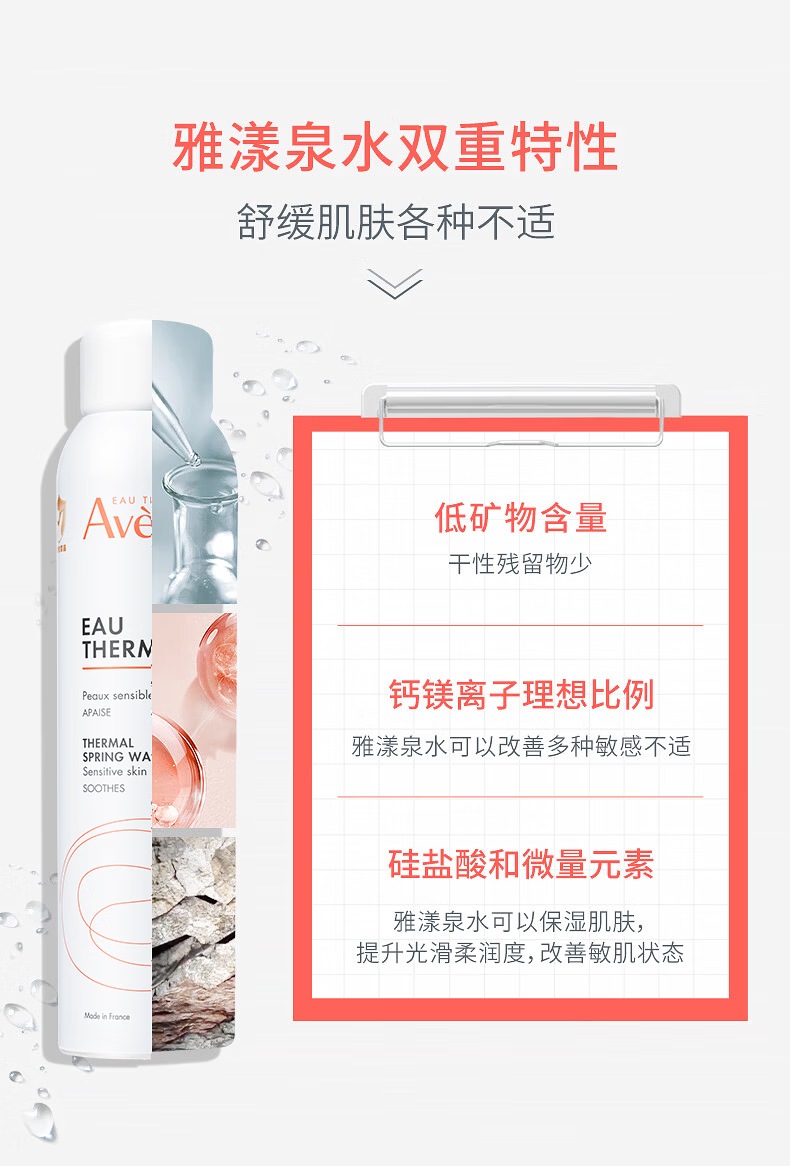 雅漾泉水双重特性
舒缓肌肤各种不适
EAU TH
Avè
EAU
THERM
Peaux sensible
APAISE
THERMAL
SPRING WA
Sensitive skin
SOOTHES
Made in France
低矿物含量
干性残留物少
钙镁离子理想比例
雅漾泉水可以改善多种敏感不适
硅盐酸和微量元素
雅漾泉水可以保湿肌肤，
提升光滑柔润度，改善敏肌状态